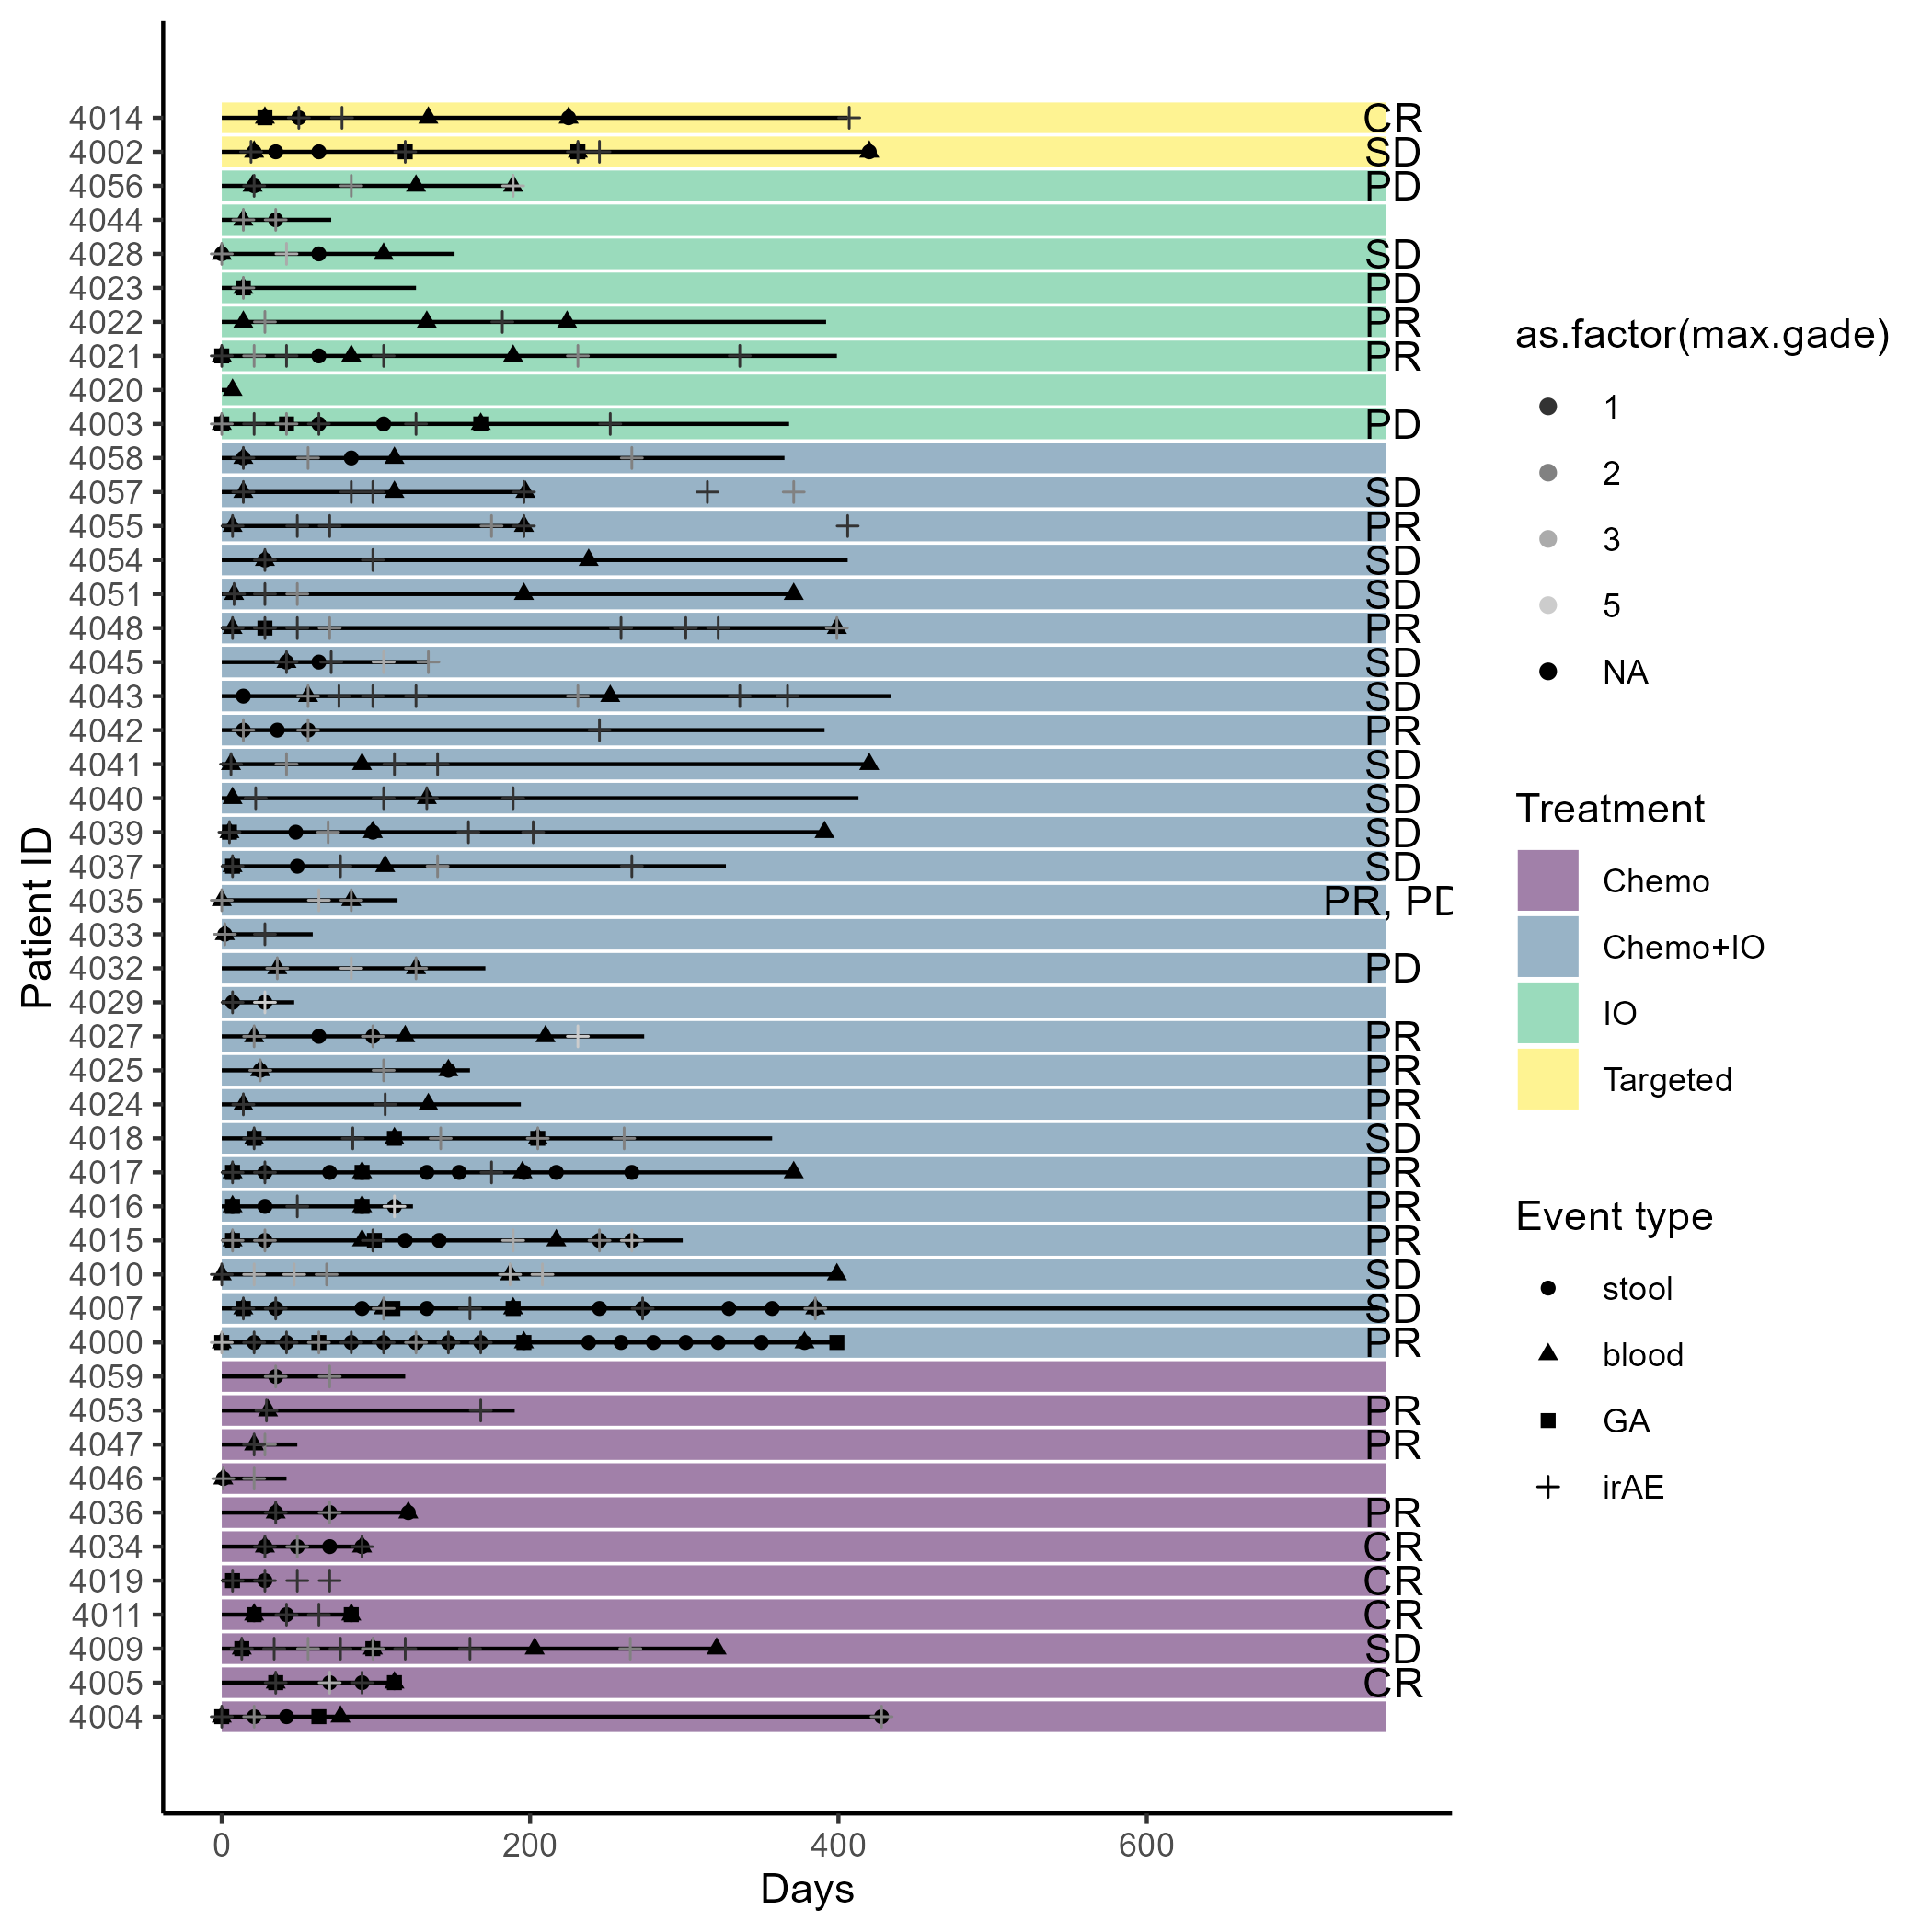 4014 CR
4002 SD
4056 PD
4044
4028 SD
4023 PD
4022 PR
4021 PR
4020
4003 PD
4058
4057 SD
4055 PR
4054 SD
4051 SD
4048 PR
4045 SD
4043 SD
4042 PR
4041 SD
4040 SD
4039 SD
4037 SD
4035 PR, PD
4033
4032 PD
4029
4027 PR
4025 PR
4024 PR
4018 SD
4017 PR
4016 PR
4015 PR
4010 SD
4007 SD
4000 PR
4059
4053 PR
4047 PR
4046
4036 PR
4034 CR
4019 CR
4011 CR
4009 SD
4005 CR
4004
Patient ID
0 200 400 600
Days
as.factor(max.gade)
1
2
3
5
NA
Treatment
Chemo
Chemo+IO
IO
Targeted
Event type
stool
blood
GA
irAE